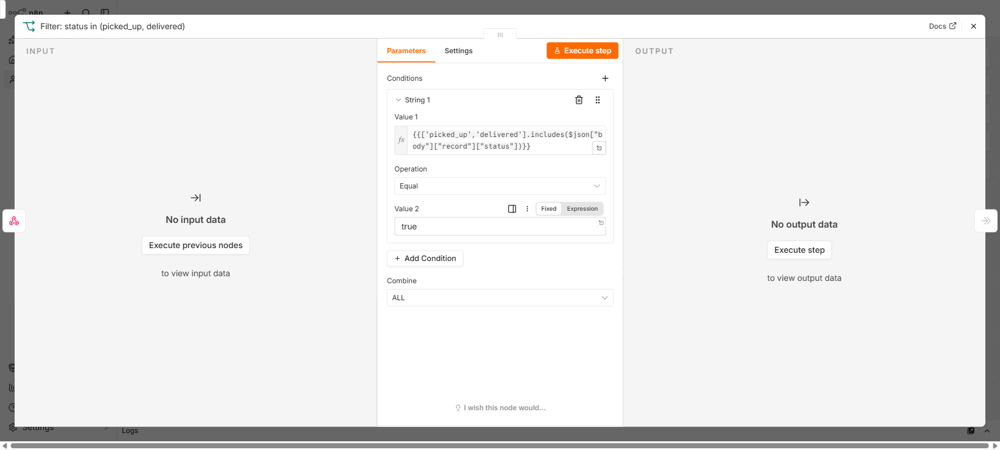 n8n
Filter: status in (picked_up, delivered)
Docs
INPUT
Parameters
Settings
Execute step
OUTPUT
Conditions
String 1
Value 1
fx
{{['picked_up','delivered'].includes($json["b
ody"]["record"]["status"])}}
Operation
Equal
Value 2
Fixed
Expression
true
No input data
Execute previous nodes
to view input data
No output data
Execute step
to view output data
+ Add Condition
Combine
ALL
I wish this node would...
Settings
Logs